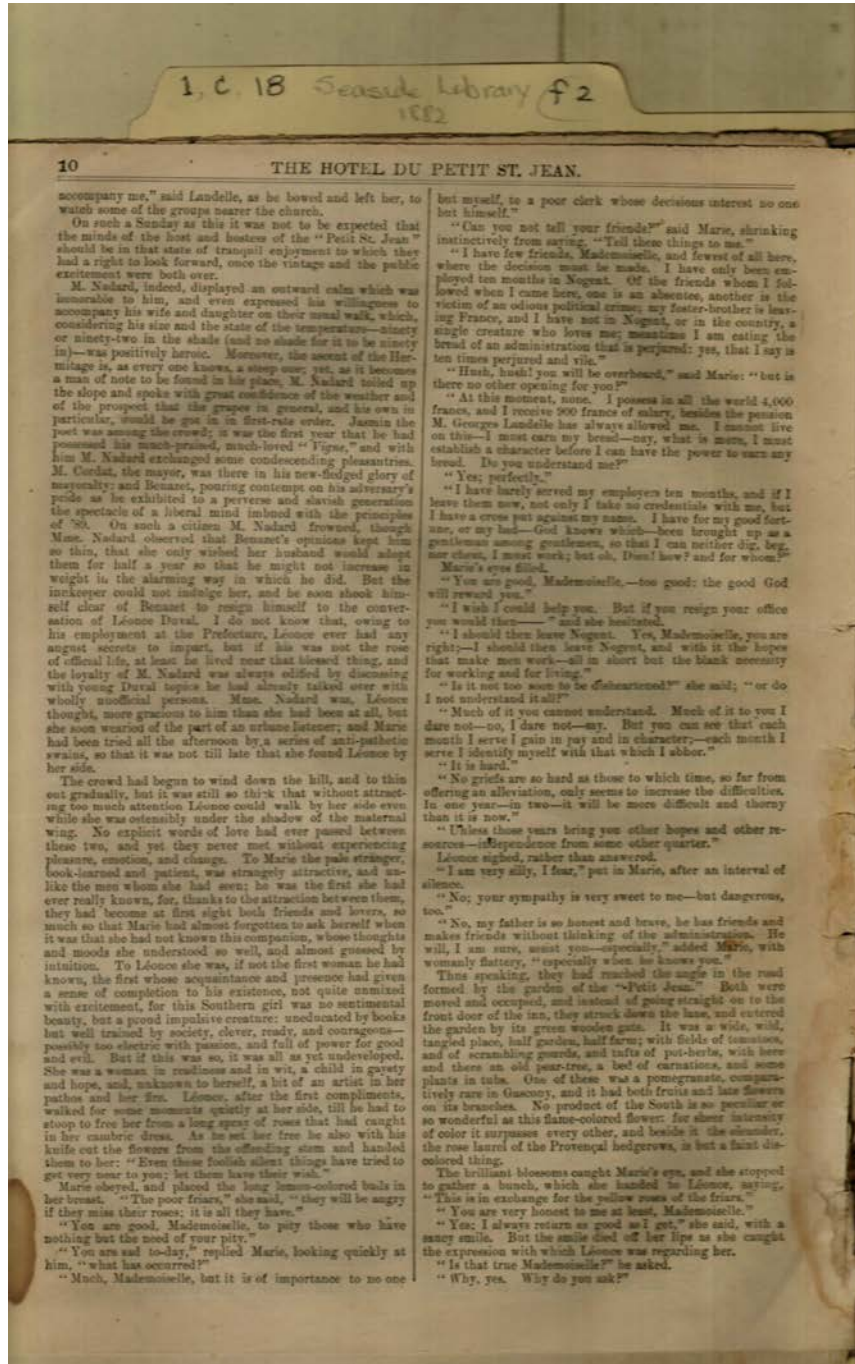 1, C, 18 Seaside Library f2
1882
10
THE HOTEL DU PETIT ST. JEAN.
accompany me," said Landelle, as he bowed and left her, to
watch some of the groups nearer the church.
On such a Sunday as this it was not to be expected that
the minds of the host and hostess of the "Petit St. Jean"
should be in that state of tranquil enjoyment to which they
had a right to look forward, once the vintage and the public
excitement were both over.
M. Nadard, indeed, displayed an outward calm which was
honorable to him, and even expressed his willingness to
accompany his wife and daughter on their usual walk, which,
considering his size and the state of the temperature—ninety
or ninety-two in the shade (and no shade for it to be ninety
in)—was positively heroic. Moreover, the ascent of the Her-
mitage is, as every one knows, a steep one; yet, as it becomes
a man of note to be found in his place, M. Nadard toiled up
the slope and spoke with great confidence of the weather and
of the prospect that the grapes in general, and his own in
particular, would be got in in first-rate order. Jasmin the
poet was among the crowd; it was the first year that he had
possessed his much-praised, much-loved "Vigne," and with
him M. Nadard exchanged some condescending pleasantries.
M. Cordat, the mayor, was there in his new-fledged glory of
mayoralty; and Benazet, pouring contempt on his adversary's
pride as he exhibited to a perverse and slavish generation
the spectacle of a liberal mind imbued with the principles
of '89. On such a citizen M. Nadard frowned, though
Mme. Nadard observed that Benazet's opinions kept him
so thin, that she only wished her husband would adopt
them for half a year so that he might not increase in
weight in the alarming way in which he did. But the
innkeeper could not indulge her, and he soon shook him-
self clear of Benazet to resign himself to the conver-
sation of Léonce Duval. I do not know that, owing to
his employment at the Prefecture, Léonce ever had any
august secrets to impart, but if his was not the rose
of official life, at least he lived near that blessed thing, and
the loyalty of M. Nadard was always edified by discussing
with young Duval topics he had already talked over with
wholly unofficial persons. Mme. Nadard was, Léonce
thought, more gracious to him than she had been at all, but
she soon wearied of the part of an urbane listener; and Marie
had been tried all the afternoon by a series of anti-pathetic
swains, so that it was not till late that she found Léonce by
her side.
The crowd had begun to wind down the hill, and to thin
out gradually, but it was still so thick that without attract-
ing too much attention Léonce could walk by her side even
while she was ostensibly under the shadow of the maternal
wing. No explicit words of love had ever passed between
these two, and yet they never met without experiencing
pleasure, emotion, and change. To Marie the pale stranger,
book-learned and patient, was strangely attractive, and un-
like the men whom she had seen; he was the first she had
ever really known, for, thanks to the attraction between them,
they had become at first sight both friends and lovers, so
much so that Marie had almost forgotten to ask herself when
it was that she had not known this companion, whose thoughts
and moods she understood so well, and almost guessed by
intuition. To Léonce she was, if not the first woman he had
known, the first whose acquaintance and presence had given
a sense of completion to his existence, not quite unmixed
with excitement, for this Southern girl was no sentimental
beauty, but a proud impulsive creature: uneducated by books
but well trained by society, clever, ready, and courageous—
possibly too electric with passion, and full of power for good
and evil. But if this was so, it was all as yet undeveloped.
She was a woman in readiness and in wit, a child in gayety
and hope, and, unknown to herself, a bit of an artist in her
pathos and her fire. Léonce, after the first compliments,
walked for some moments quietly at her side, till he had to
stoop to free her from a long spray of roses that had caught
in her cambric dress. As he set her free he also with his
knife cut the flowers from the offending stem and handed
them to her: "Even these foolish silent things have tried to
get very near to you; let them have their wish."
Marie obeyed, and placed the long lemon-colored buds in
her breast. "The poor friars," she said, "they will be angry
if they miss their roses; it is all they have."
"You are good, Mademoiselle, to pity those who have
nothing but the need of your pity."
"You are sad to-day," replied Marie, looking quickly at
him, "what has occurred?"
"Much, Mademoiselle, but it is of importance to no one
but myself, to a poor clerk whose decisions interest no one
but himself."
"Can you not tell your friends?" said Marie, shrinking
instinctively from saying, "Tell these things to me."
"I have few friends, Mademoiselle, and fewest of all here,
where the decision must be made. I have only been em-
ployed ten months in Nogent. Of the friends whom I fol-
lowed when I came here, one is an absentee, another is the
victim of an odious political crime; my foster-brother is leav-
ing France, and I have not in Nogent, or in the country, a
single creature who loves me; meantime I am eating the
bread of an administration that is perjured: yes, that I say is
ten times perjured and vile."
"Hush, hush! you will be overheard," said Marie: "but is
there no other opening for you?"
"At this moment, none. I possess in all the world 4,000
francs, and I receive 900 francs of salary, besides the pension
M. Georges Landelle has always allowed me. I cannot live
on this—I must earn my bread—nay, what is more, I must
establish a character before I can have the power to earn any
bread. Do you understand me?"
"Yes; perfectly."
"I have barely served my employers ten months, and if I
leave them now, not only I take no credentials with me, but
I have a cross put against my name. I have for my good fort-
une, or my bad—God knows which—been brought up as a
gentleman among gentlemen, so that I can neither dig, beg,
nor cheat, I must work; but oh, Dieu! how? and for whom?"
Marie's eyes filled.
"You are good, Mademoiselle,—too good: the good God
will reward you."
"I wish I could help you. But if you resign your office
you would then——" and she hesitated.
"I should then leave Nogent. Yes, Mademoiselle, you are
right;—I should then leave Nogent, and with it the hopes
that make men work—all in short but the blank necessity
for working and for living."
"Is it not too soon to be disheartened?" she said; "or do
I not understand it all?"
"Much of it you cannot understand. Much of it to you I
dare not—no, I dare not—say. But you can see that each
month I serve I gain in pay and in character;—each month I
serve I identify myself with that which I abhor."
"It is hard."
"No griefs are so hard as those to which time, so far from
offering an alleviation, only seems to increase the difficulties.
In one year—in two—it will be more difficult and thorny
than it is now."
"Unless those years bring you other hopes and other re-
sources—independence from some other quarter."
Léonce sighed, rather than answered.
"I am very silly, I fear," put in Marie, after an interval of
silence.
"No; your sympathy is very sweet to me—but dangerous,
too."
"No, my father is so honest and brave, he has friends and
makes friends without thinking of the administration. He
will, I am sure, assist you—especially," added Marie, with
womanly flattery, "especially when he knows you."
Thus speaking, they had reached the angle in the road
formed by the garden of the "Petit Jean." Both were
moved and occupied, and instead of going straight on to the
front door of the inn, they struck down the lane, and entered
the garden by its green wooden gate. It was a wide, wild,
tangled place, half garden, half farm; with fields of tomatoes,
and of scrambling gourds, and tufts of pot-herbs, with here
and there an old pear-tree, a bed of carnations, and some
plants in tubs. One of these was a pomegranate, compara-
tively rare in Gascony, and it had both fruits and late flowers
on its branches. No product of the South is so peculiar or
so wonderful as this flame-colored flower: for sheer intensity
of color it surpasses every other, and beside it the oleander,
the rose laurel of the Provençal hedgerows, is but a faint dis-
colored thing.
The brilliant blossoms caught Marie's eye, and she stopped
to gather a bunch, which she handed to Léonce, saying,
"This is in exchange for the yellow roses of the friars."
"You are very honest to me at least, Mademoiselle."
"Yes; I always return as good as I get," she said, with a
saucy smile. But the smile died off her lips as she caught
the expression with which Léonce was regarding her.
"Is that true Mademoiselle?" he asked.
"Why, yes. Why do you ask?"